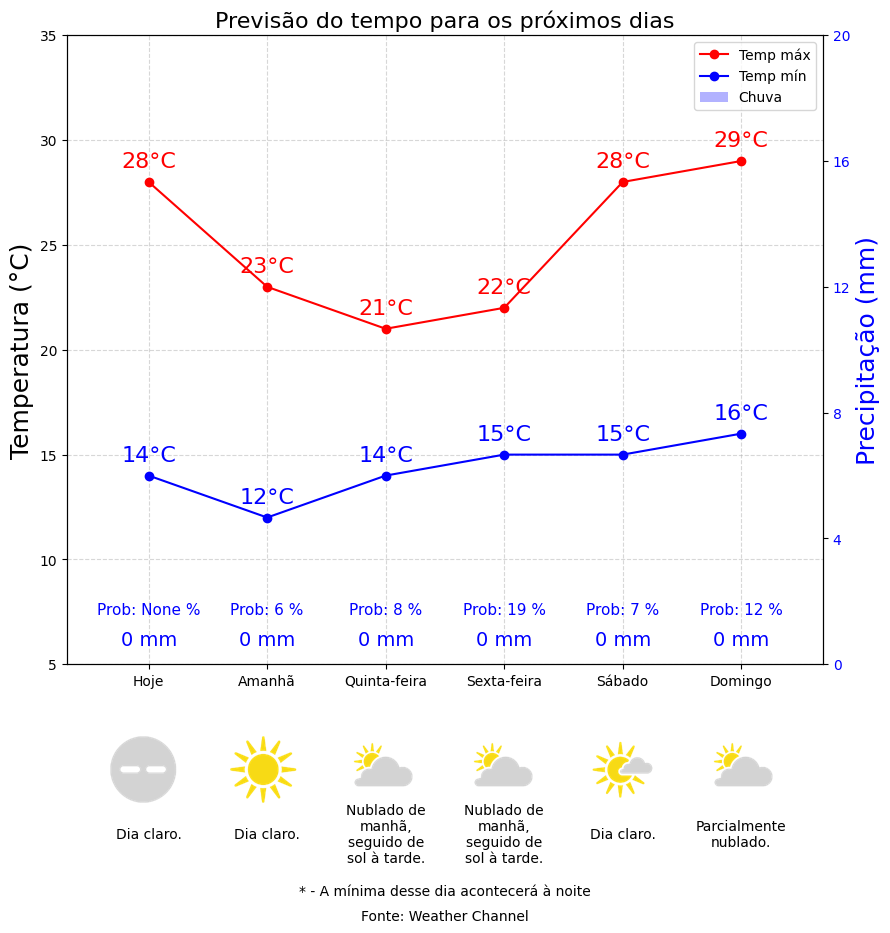 Previsão do tempo para os próximos dias
Temp máx
Temp mín
Chuva
Temperatura (°C)
Precipitação (mm)
35
30
25
20
15
10
5
20
16
12
8
4
0
28°C
23°C
21°C
22°C
28°C
29°C
14°C
12°C
14°C
15°C
15°C
16°C
Prob: None %
Prob: 6 %
Prob: 8 %
Prob: 19 %
Prob: 7 %
Prob: 12 %
0 mm
0 mm
0 mm
0 mm
0 mm
0 mm
Hoje
Amanhã
Quinta-feira
Sexta-feira
Sábado
Domingo
Dia claro.
Dia claro.
Nublado de
manhã,
seguido de
sol à tarde.
Nublado de
manhã,
seguido de
sol à tarde.
Dia claro.
Parcialmente
nublado.
* - A mínima desse dia acontecerá à noite
Fonte: Weather Channel